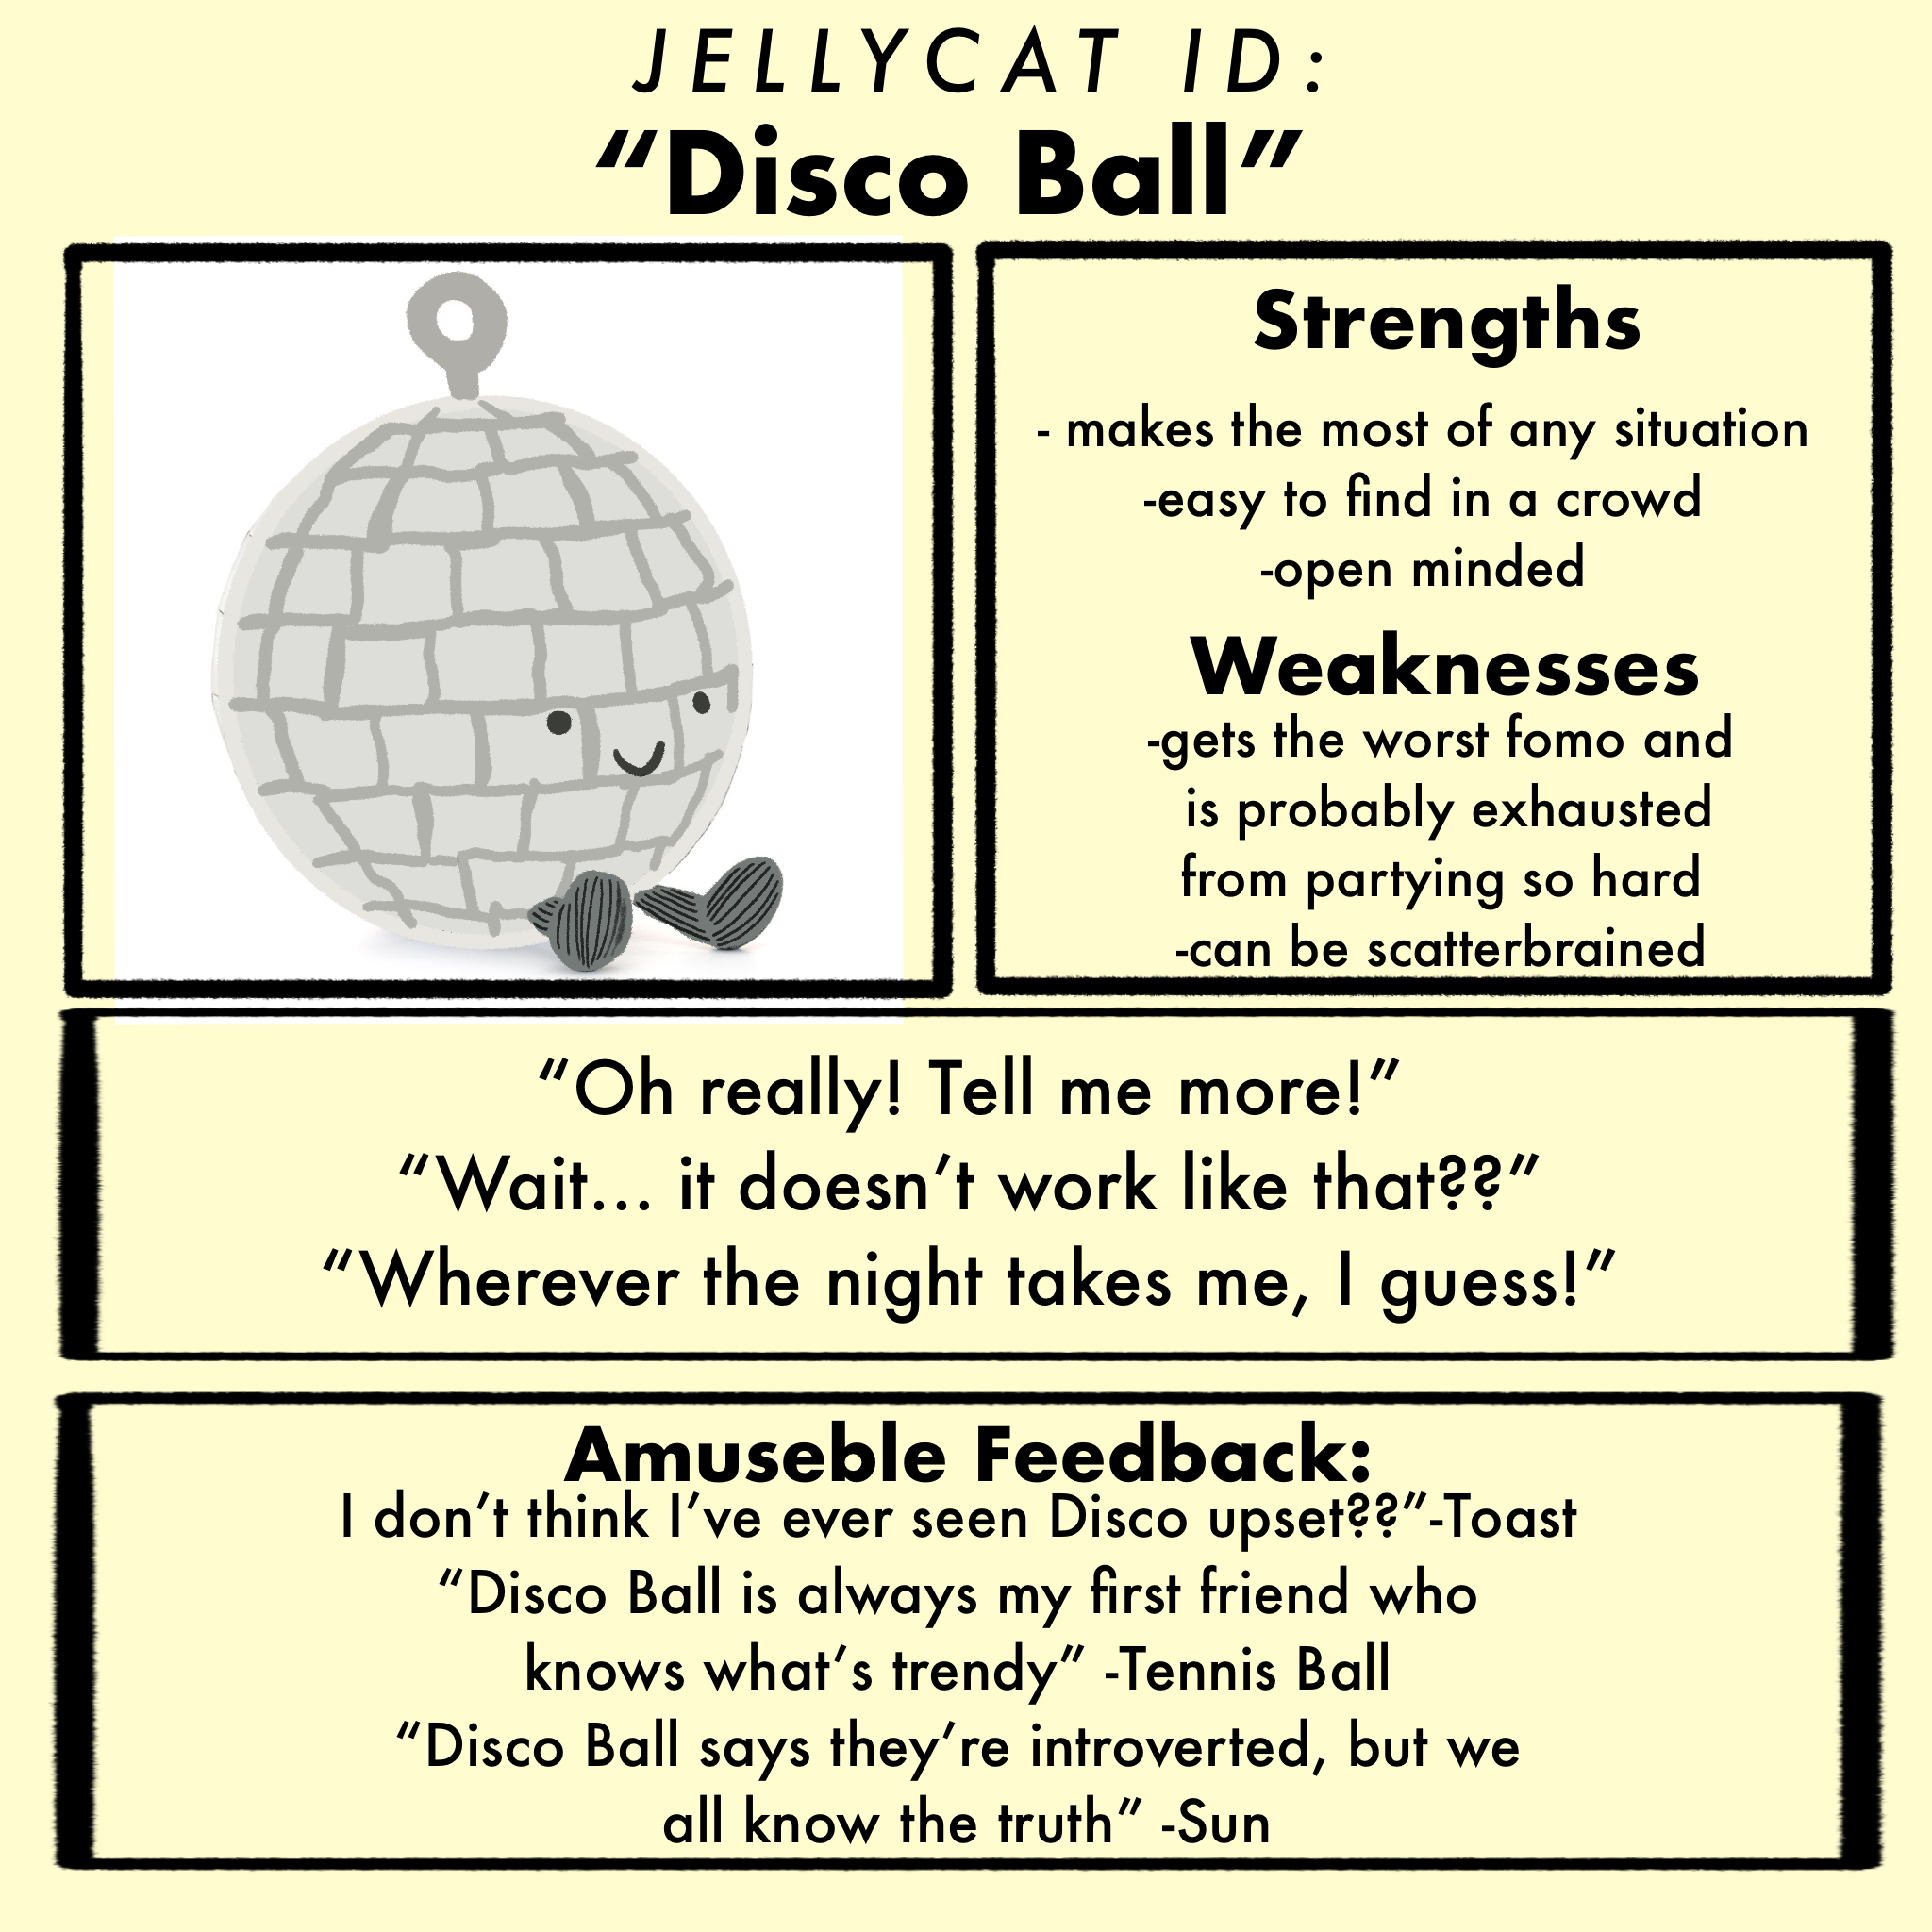 JELLYCAT ID:
“Disco Ball”
Strengths
- makes the most of any situation
-easy to find in a crowd
-open minded
Weaknesses
-gets the worst fomo and
is probably exhausted
from partying so hard
-can be scatterbrained
“Oh really! Tell me more!”
“Wait... it doesn’t work like that??”
“Wherever the night takes me, I guess!”
Amuseble Feedback:
I don’t think I’ve ever seen Disco upset??”-Toast
“Disco Ball is always my first friend who
knows what’s trendy” -Tennis Ball
“Disco Ball says they’re introverted, but we
all know the truth” -Sun